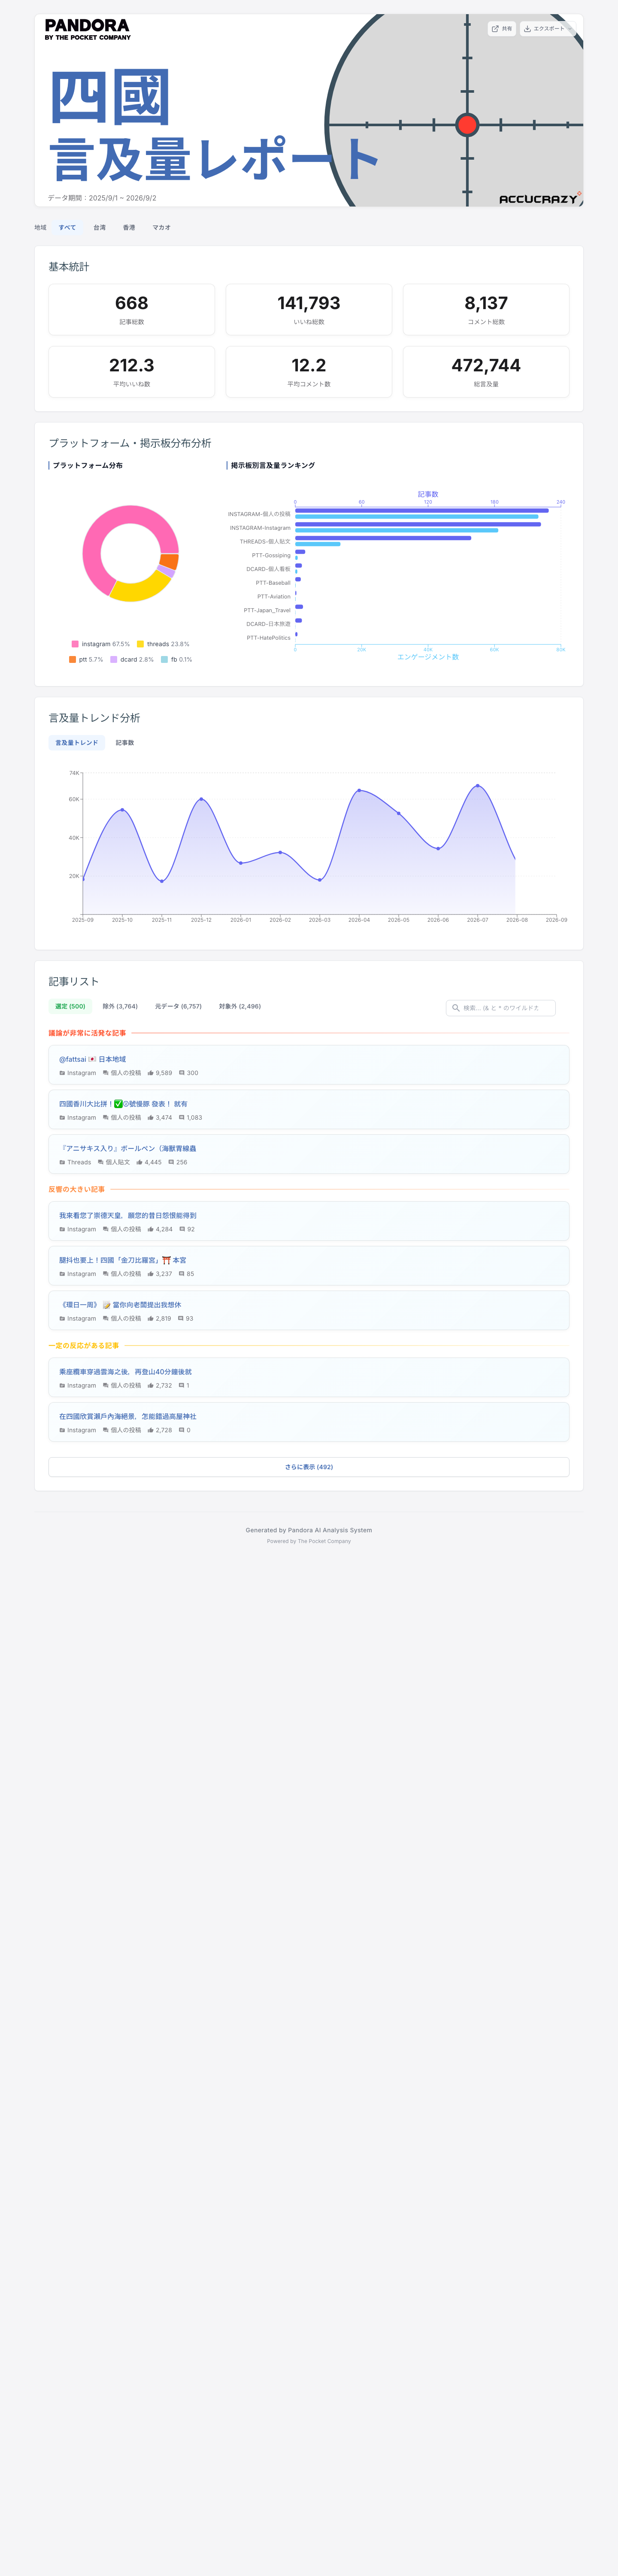 PANDORA
BY THE POCKET COMPANY
共有
エクスポート
四國
言及量レポート
データ期間：2025/9/1 ~ 2026/9/2
ACCUCRAZY
地域 すべて 台湾 香港 マカオ
基本統計
668
記事総数
141,793
いいね総数
8,137
コメント総数
212.3
平均いいね数
12.2
平均コメント数
472,744
総言及量
プラットフォーム・掲示板分布分析
プラットフォーム分布
instagram 67.5% threads 23.8%
ptt 5.7% dcard 2.8% fb 0.1%
掲示板別言及量ランキング
記事数
0 60 120 180 240
INSTAGRAM-個人の投稿
INSTAGRAM-Instagram
THREADS-個人貼文
PTT-Gossiping
DCARD-個人看板
PTT-Baseball
PTT-Aviation
PTT-Japan_Travel
DCARD-日本旅遊
PTT-HatePolitics
0 20K 40K 60K 80K
エンゲージメント数
言及量トレンド分析
言及量トレンド 記事数
74K
60K
40K
20K
2025-09 2025-10 2025-11 2025-12 2026-01 2026-02 2026-03 2026-04 2026-05 2026-06 2026-07 2026-08 2026-09
記事リスト
選定 (500) 除外 (3,764) 元データ (6,757) 対象外 (2,496)
検索... (& と * のワイルド
議論が非常に活発な記事
@fattsai 🇯🇵 日本地域
Instagram 個人の投稿 9,589 300
四國香川大比拼！✅
發表！ 就有
Instagram 個人の投稿 3,474 1,083
『アニサキス入り』ボールペン（海獸胃線蟲
Threads 個人貼文 4,445 256
反響の大きい記事
我來看您了崇德天皇，願您的昔日怨恨能得到
Instagram 個人の投稿 4,284 92
腿抖也要上！四國「金刀比羅宮」⛩️ 本宮
Instagram 個人の投稿 3,237 65
《環日一周》 📝 當你向老闆提出我想休
Instagram 個人の投稿 2,819 93
一定の反応がある記事
乘座纜車穿過雲海之後，再登山40分鐘後就
Instagram 個人の投稿 2,732 1
在四國欣賞瀨戶內海絕景，怎能錯過高屋神社
Instagram 個人の投稿 2,728 0
さらに表示 (492)
Generated by Pandora AI Analysis System
Powered by The Pocket Company